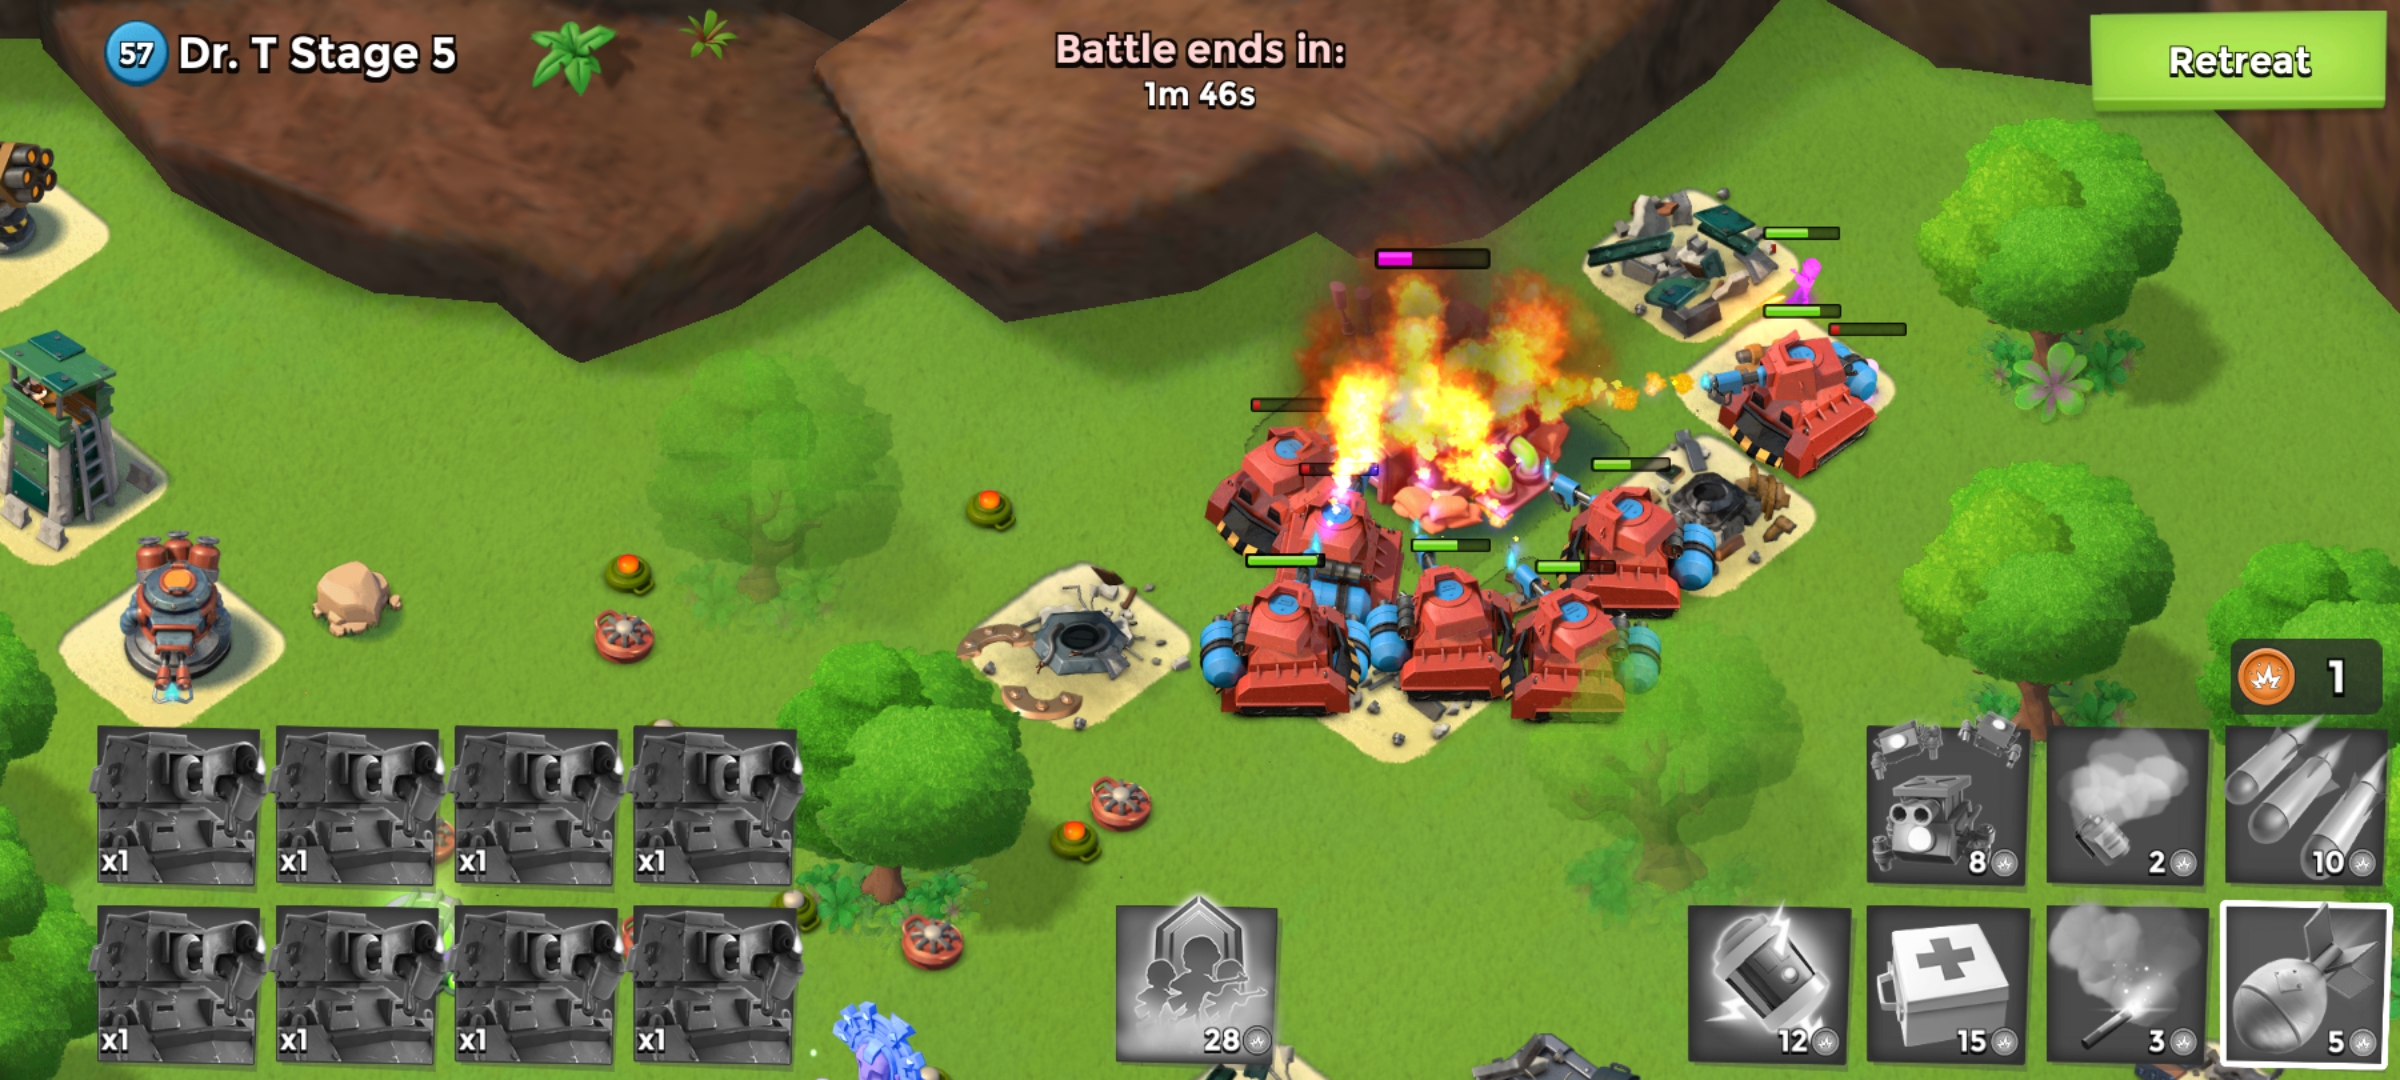 57 Dr. T Stage 5
Battle ends in:
1m 46s
Retreat
1
x1 x1 x1 x1
8 2 10
x1 x1 x1 x1
28
12 15 3 5